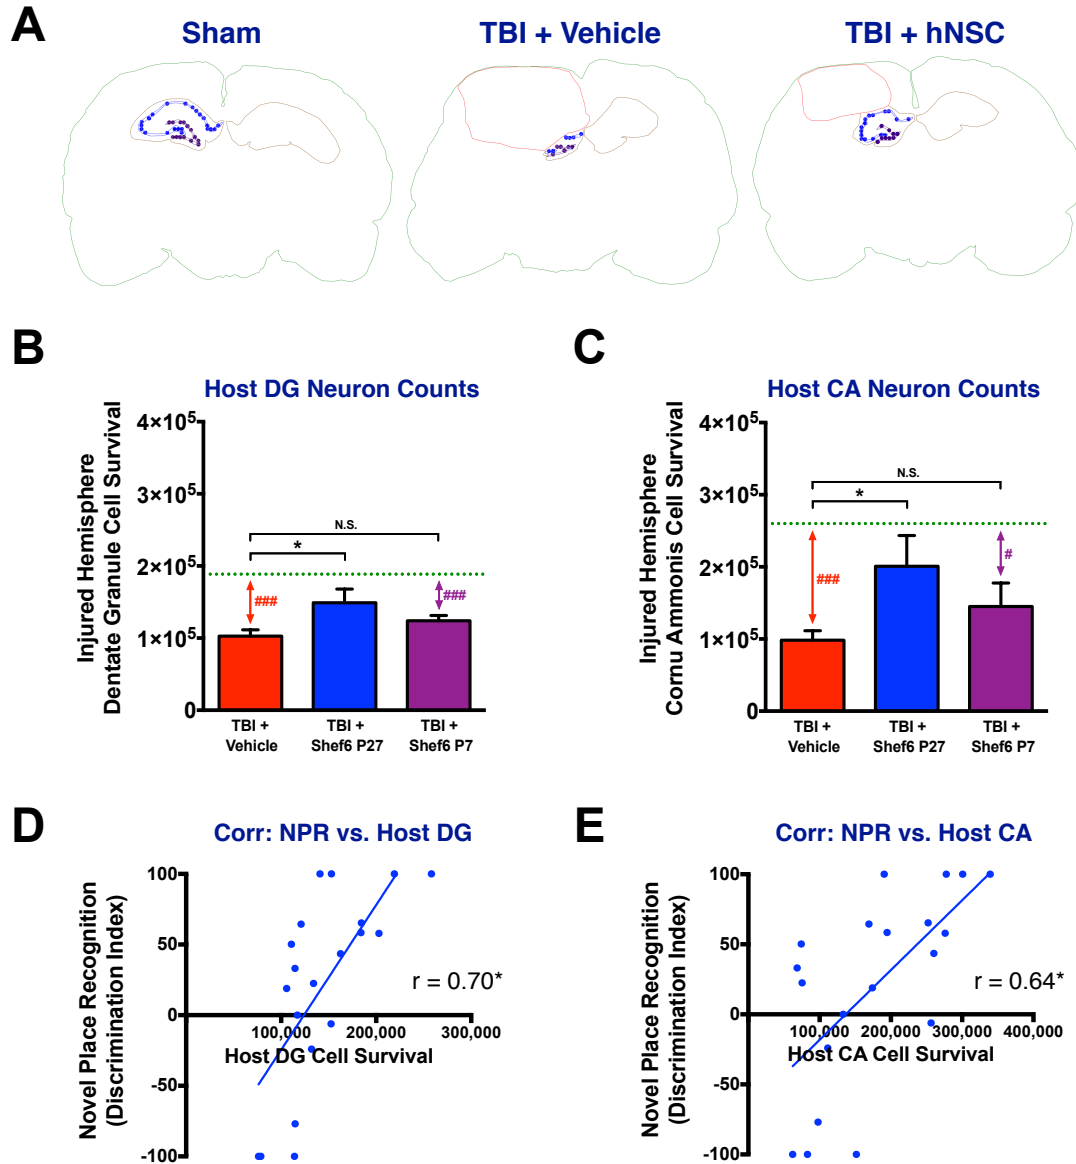 A
Sham
TBI + Vehicle
TBI + hNSC
B
Host DG Neuron Counts
Injured Hemisphere
Dentate Granule Cell Survival
4×10⁵
3×10⁵
2×10⁵
1×10⁵
0
N.S.
*
###
###
TBI +
Vehicle
TBI +
Shef6 P27
TBI +
Shef6 P7
C
Host CA Neuron Counts
Injured Hemisphere
Cornu Ammonis Cell Survival
4×10⁵
3×10⁵
2×10⁵
1×10⁵
0
N.S.
*
###
#
TBI +
Vehicle
TBI +
Shef6 P27
TBI +
Shef6 P7
D
Corr: NPR vs. Host DG
Novel Place Recognition
(Discrimination Index)
100
50
0
-50
-100
r = 0.70*
100,000
200,000
300,000
Host DG Cell Survival
E
Corr: NPR vs. Host CA
Novel Place Recognition
(Discrimination Index)
100
50
0
-50
-100
r = 0.64*
100,000
200,000
300,000
400,000
Host CA Cell Survival